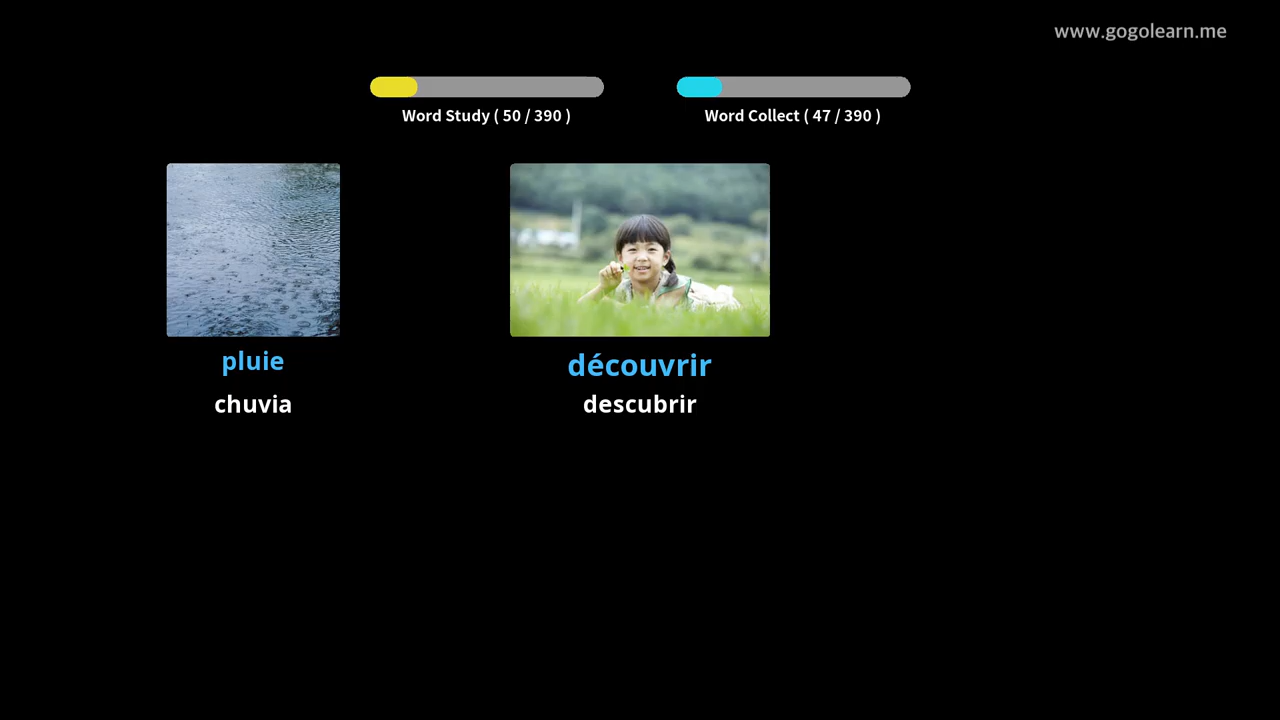 www.gogolearn.me
Word Study ( 50 / 390 )
Word Collect ( 47 / 390 )
pluie
chuvia
découvrir
descubrir